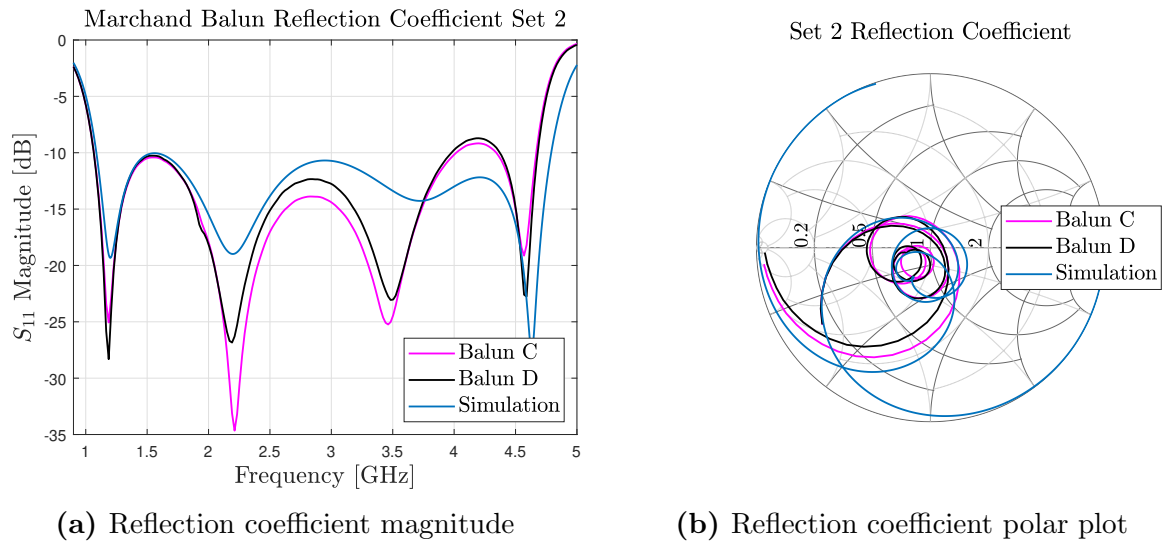 Marchand Balun Reflection Coefficient Set 2
0
-5
-10
-15
-20
-25
-30
-35
S11 Magnitude [dB]
1 1.5 2 2.5 3 3.5 4 4.5 5
Frequency [GHz]
Balun C
Balun D
Simulation
(a) Reflection coefficient magnitude
Set 2 Reflection Coefficient
0.2 0.5 1 2
Balun C
Balun D
Simulation
(b) Reflection coefficient polar plot